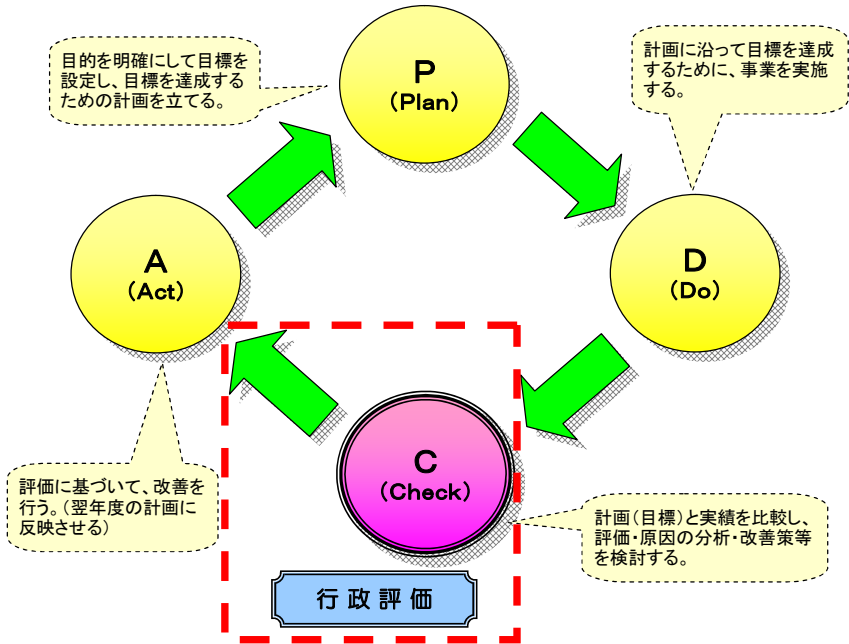 目的を明確にして目標を
設定し、目標を達成する
ための計画を立てる。
P
(Plan)
計画に沿って目標を達成
するために、事業を実施
する。
A
(Act)
D
(Do)
C
(Check)
評価に基づいて、改善を
行う。(翌年度の計画に
反映させる)
計画(目標)と実績を比較し、
評価・原因の分析・改善策等
を検討する。
行政評価